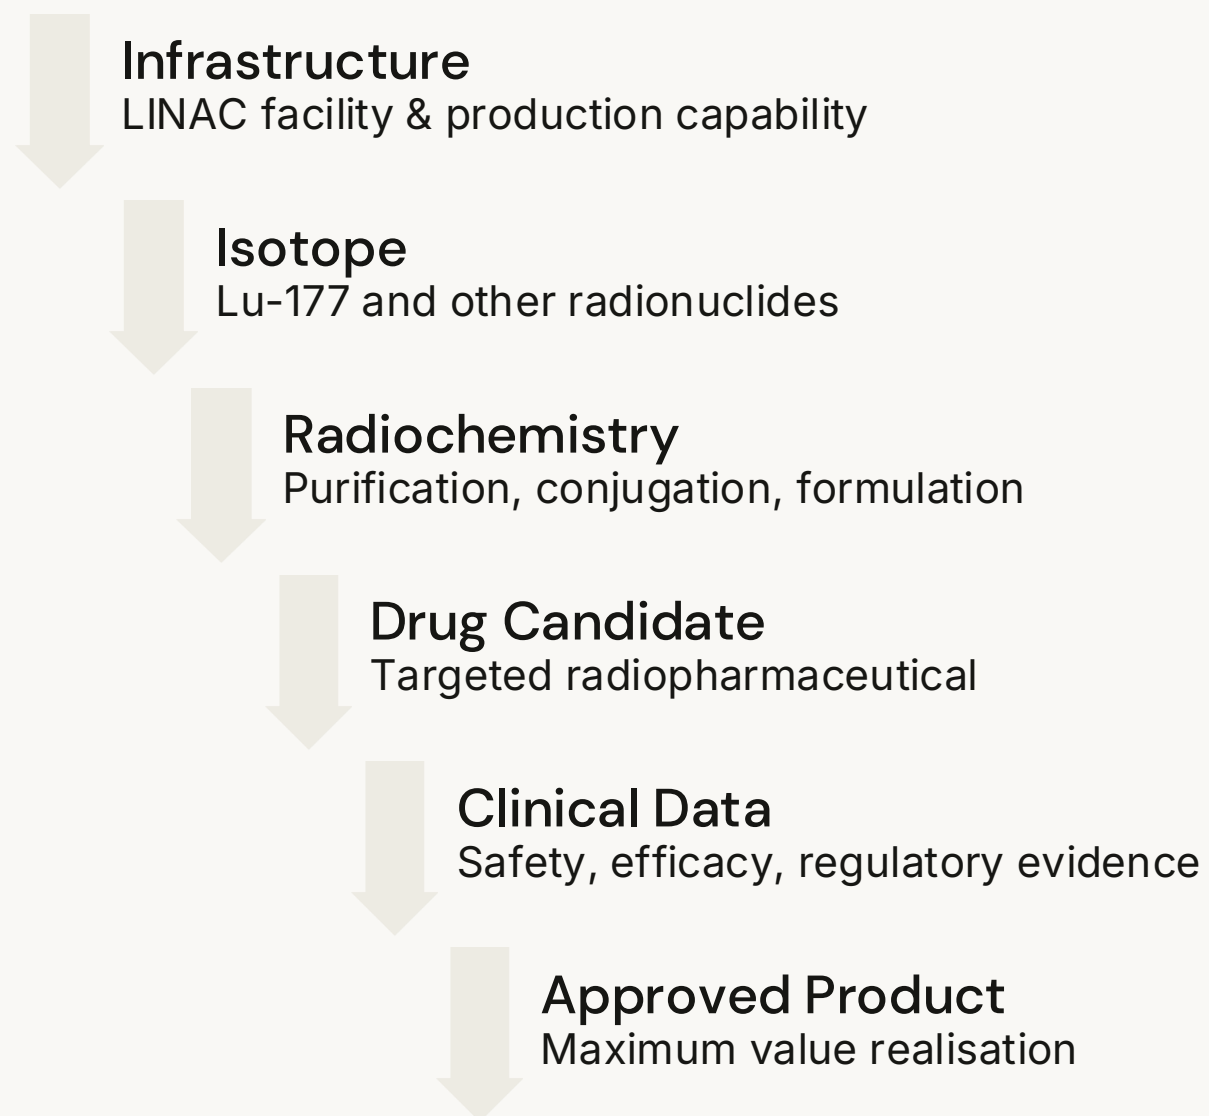 Infrastructure
LINAC facility & production capability
Isotope
Lu-177 and other radionuclides
Radiochemistry
Purification, conjugation, formulation
Drug Candidate
Targeted radiopharmaceutical
Clinical Data
Safety, efficacy, regulatory evidence
Approved Product
Maximum value realisation